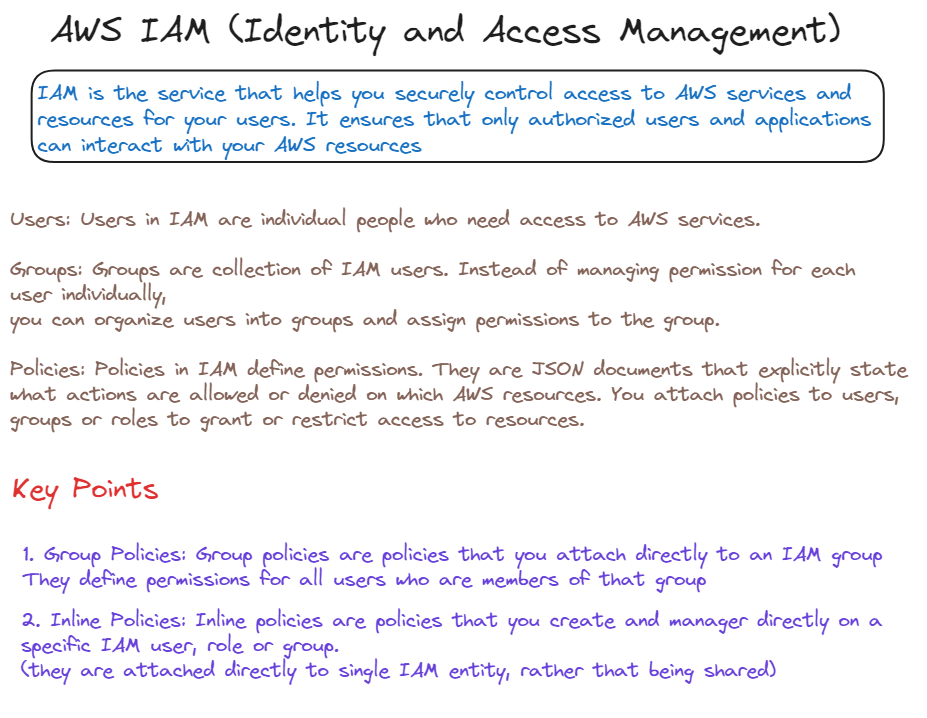 AWS IAM (Identity and Access Management)
IAM is the service that helps you securely control access to AWS services and
resources for your users. It ensures that only authorized users and applications
can interact with your AWS resources
Users: Users in IAM are individual people who need access to AWS services.
Groups: Groups are collection of IAM users. Instead of managing permission for each
user individually,
you can organize users into groups and assign permissions to the group.
Policies: Policies in IAM define permissions. They are JSON documents that explicitly state
what actions are allowed or denied on which AWS resources. You attach policies to users,
groups or roles to grant or restrict access to resources.
Key Points
1. Group Policies: Group policies are policies that you attach directly to an IAM group
They define permissions for all users who are members of that group
2. Inline Policies: Inline policies are policies that you create and manager directly on a
specific IAM user, role or group.
(they are attached directly to single IAM entity, rather that being shared)